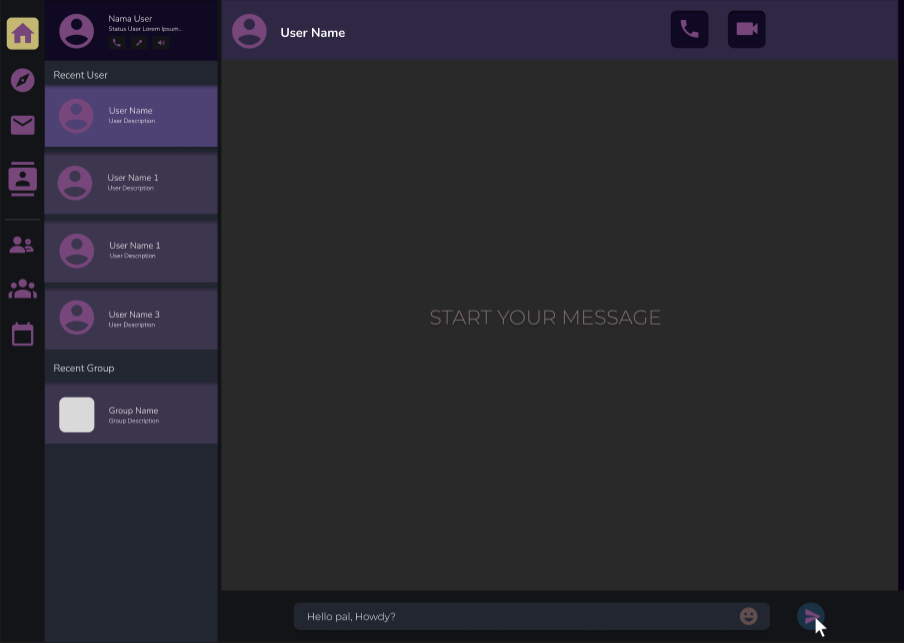 Nama User
Status User Lorem Ipsum..
Recent User
User Name
User Description
User Name 1
User Description
User Name 1
User Description
User Name 3
User Description
Recent Group
Group Name
Group Description
User Name
START YOUR MESSAGE
Hello pal, Howdy?